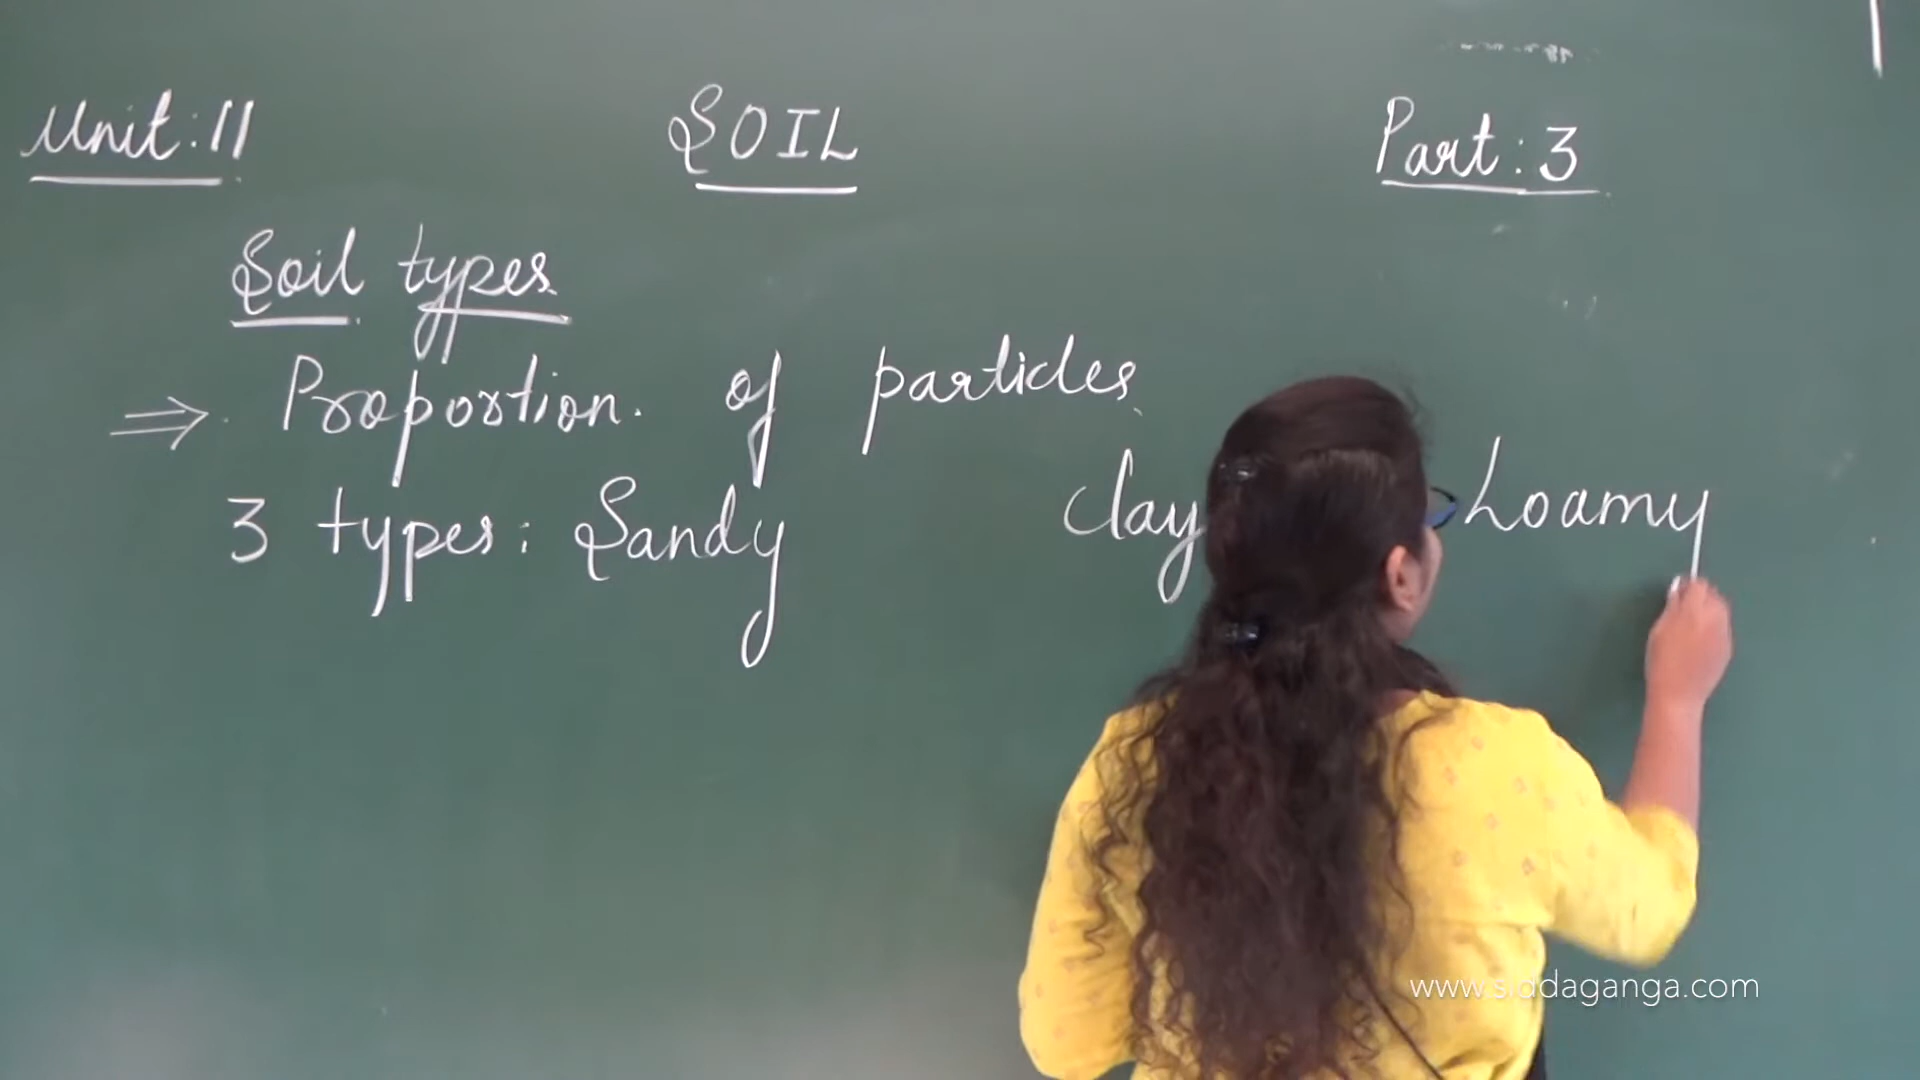 Unit: 11 SOIL Part: 3
Soil types
⇒ Proportion of particles
3 types: Sandy Clay Loamy
www.siddaganga.com